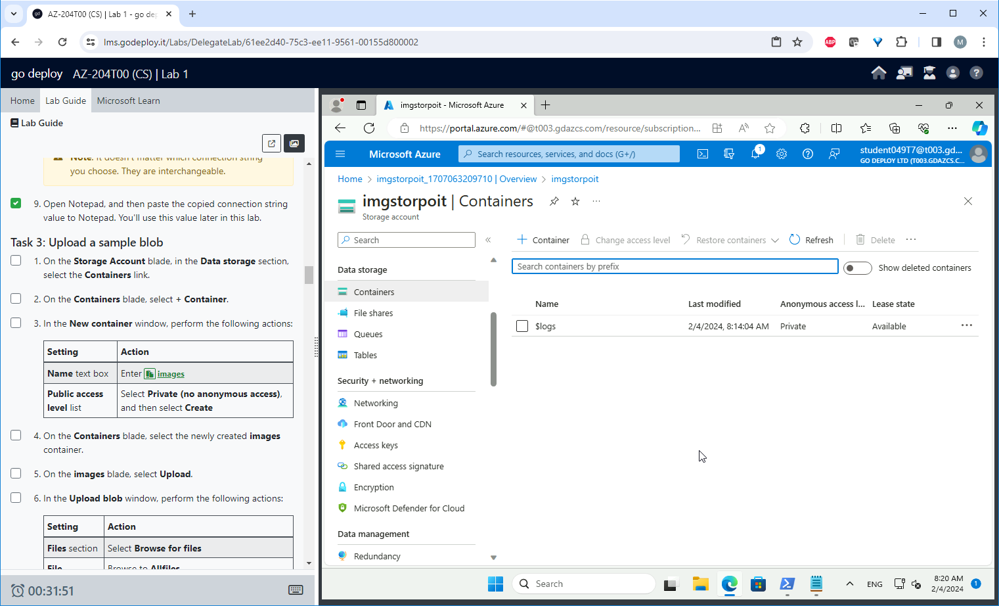 AZ-204T00 (CS) | Lab 1 - go de
lms.godeploy.it/Labs/DelegateLab/61ee2d40-75c3-ee11-9561-00155d800002
ABP
M
go deploy AZ-204T00 (CS) | Lab 1
Home Lab Guide Microsoft Learn
Lab Guide
Note: It doesn't matter which connection string
you choose. They are interchangeable.
9. Open Notepad, and then paste the copied connection string
value to Notepad. You'll use this value later in this lab.
Task 3: Upload a sample blob
1. On the Storage Account blade, in the Data storage section,
select the Containers link.
2. On the Containers blade, select + Container.
3. In the New container window, perform the following actions:
Setting Action
Name text box Enter images
Public access
level list
Select Private (no anonymous access),
and then select Create
4. On the Containers blade, select the newly created images
container.
5. On the images blade, select Upload.
6. In the Upload blob window, perform the following actions:
Setting Action
Files section Select Browse for files
File Browse to Allfiles
00:31:51
imgstorpoit - Microsoft Azure
https://portal.azure.com/#@t003.gdazcs.com/resource/subscription...
Microsoft Azure
Search resources, services, and docs (G+/)
1
student049T7@t003.gd...
GO DEPLOY LTD (T003.GDAZCS.C...
Home > imgstorpoit_1707063209710 | Overview > imgstorpoit
imgstorpoit | Containers
Storage account
Search
Data storage
Containers
File shares
Queues
Tables
Security + networking
Networking
Front Door and CDN
Access keys
Shared access signature
Encryption
Microsoft Defender for Cloud
Data management
Redundancy
+ Container Change access level Restore containers Refresh Delete ...
Search containers by prefix
Show deleted containers
Name Last modified Anonymous access l... Lease state
$logs 2/4/2024, 8:14:04 AM Private Available ...
Search
ENG
8:20 AM
2/4/2024
1